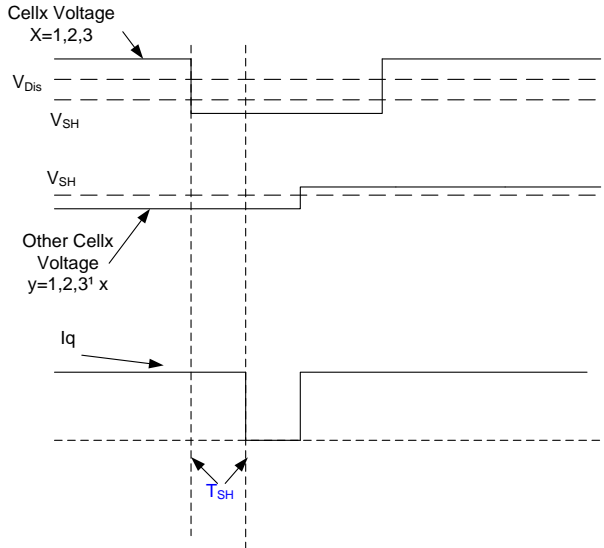 Cellx Voltage
X=1,2,3
VDis
VSH
VSH
Other Cellx
Voltage
y=1,2,3¹ x
Iq
TSH